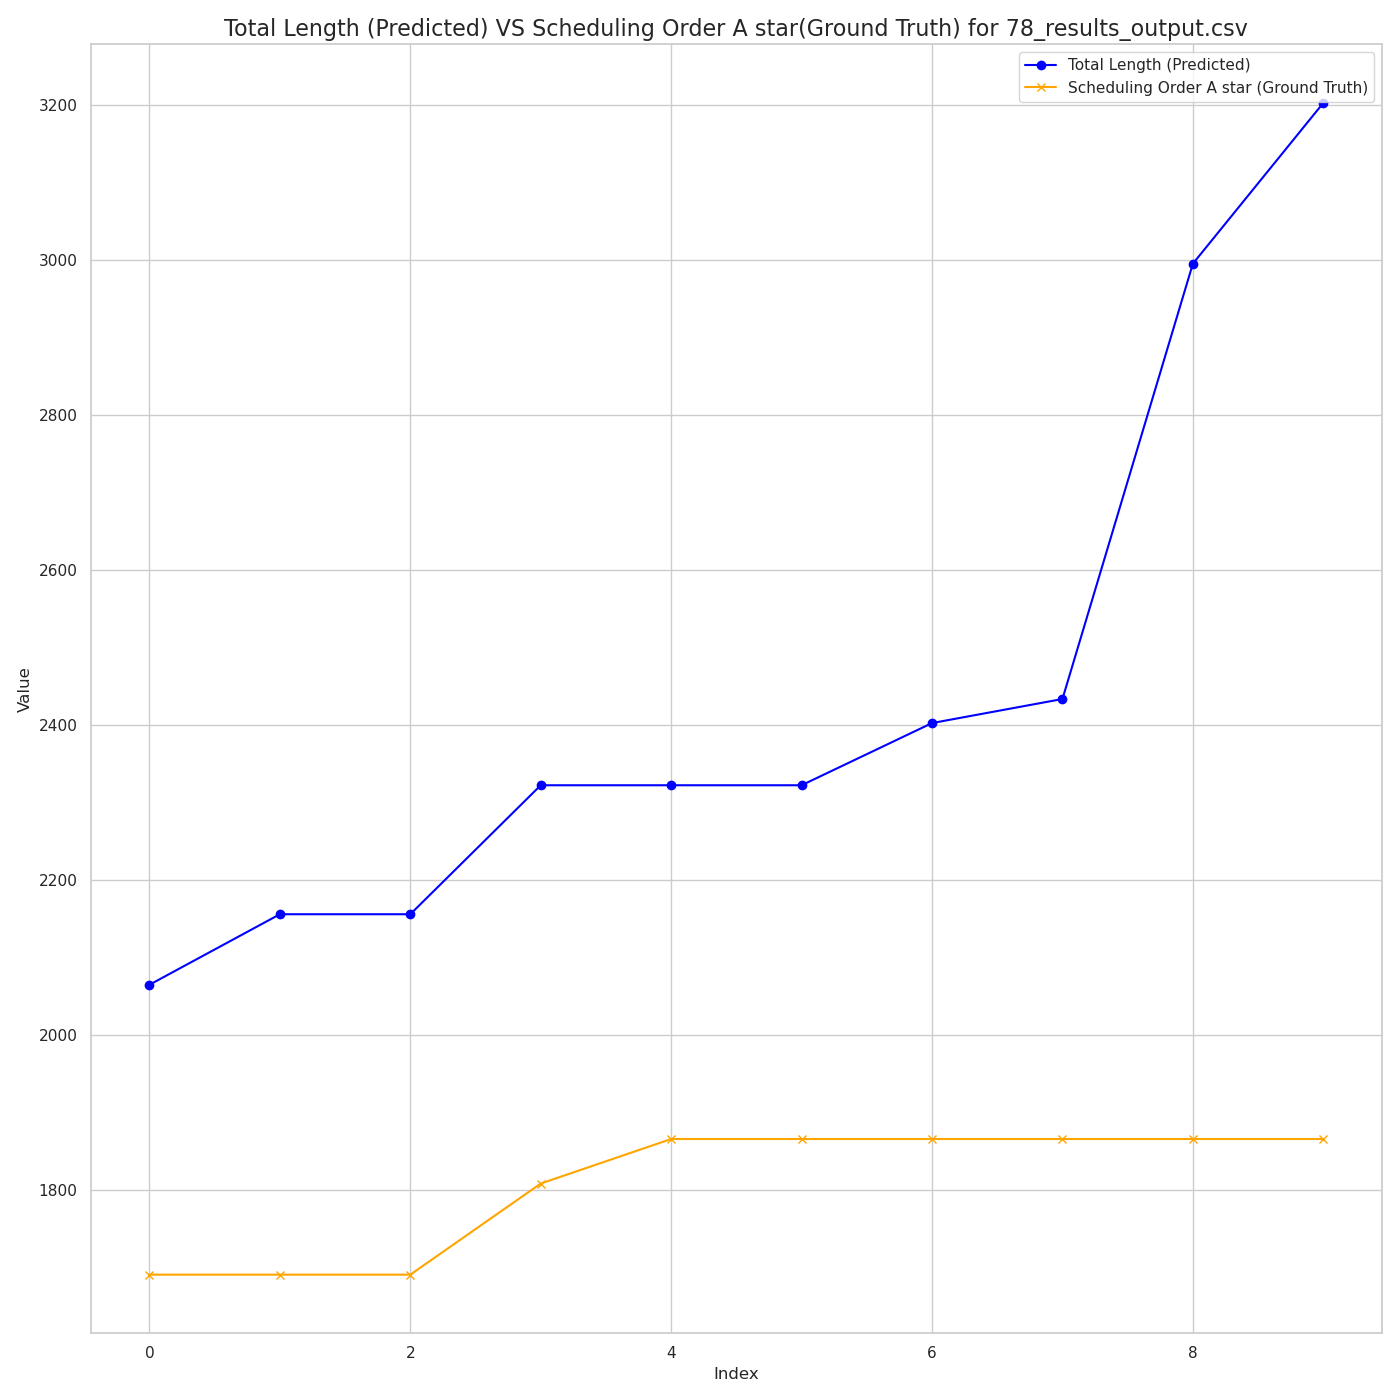 Total Length (Predicted) VS Scheduling Order A star(Ground Truth) for 78_results_output.csv
Total Length (Predicted)
Scheduling Order A star (Ground Truth)
3200
3000
2800
2600
2400
2200
2000
1800
Value
0 2 4 6 8
Index